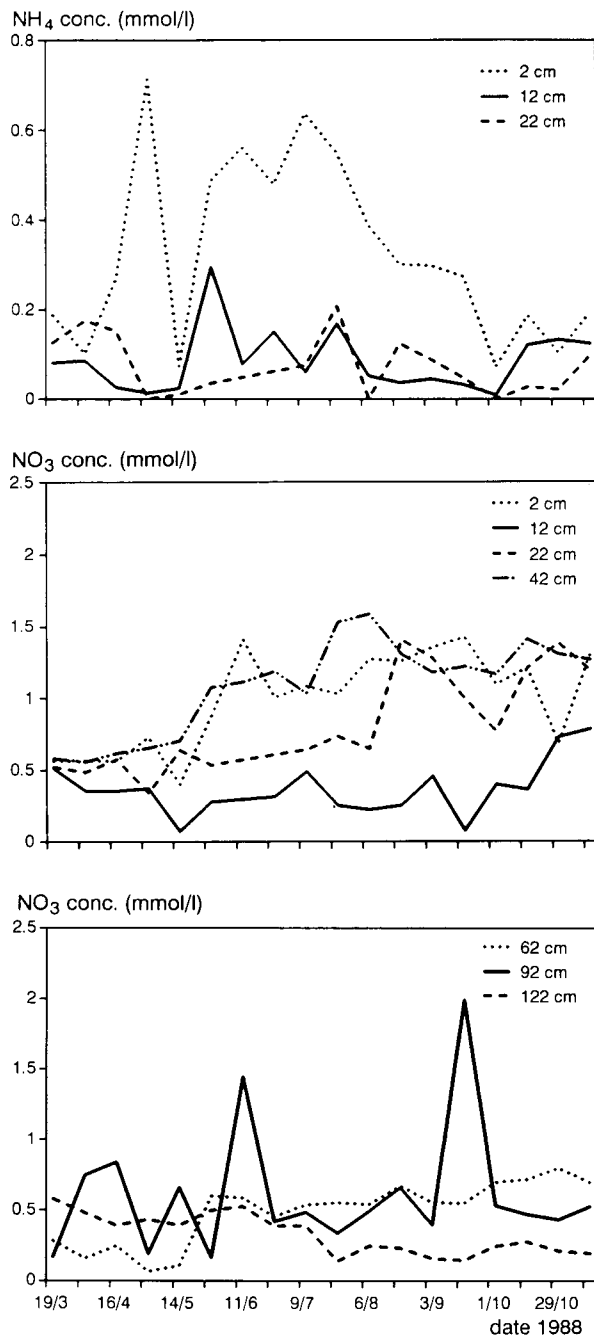 NH4 conc. (mmol/l)
0.8
2 cm
12 cm
22 cm
0.6
0.4
0.2
0
NO3 conc. (mmol/l)
2.5
2 cm
12 cm
22 cm
42 cm
2
1.5
1
0.5
0
NO3 conc. (mmol/l)
2.5
62 cm
92 cm
122 cm
2
1.5
1
0.5
0
19/3 16/4 14/5 11/6 9/7 6/8 3/9 1/10 29/10
date 1988